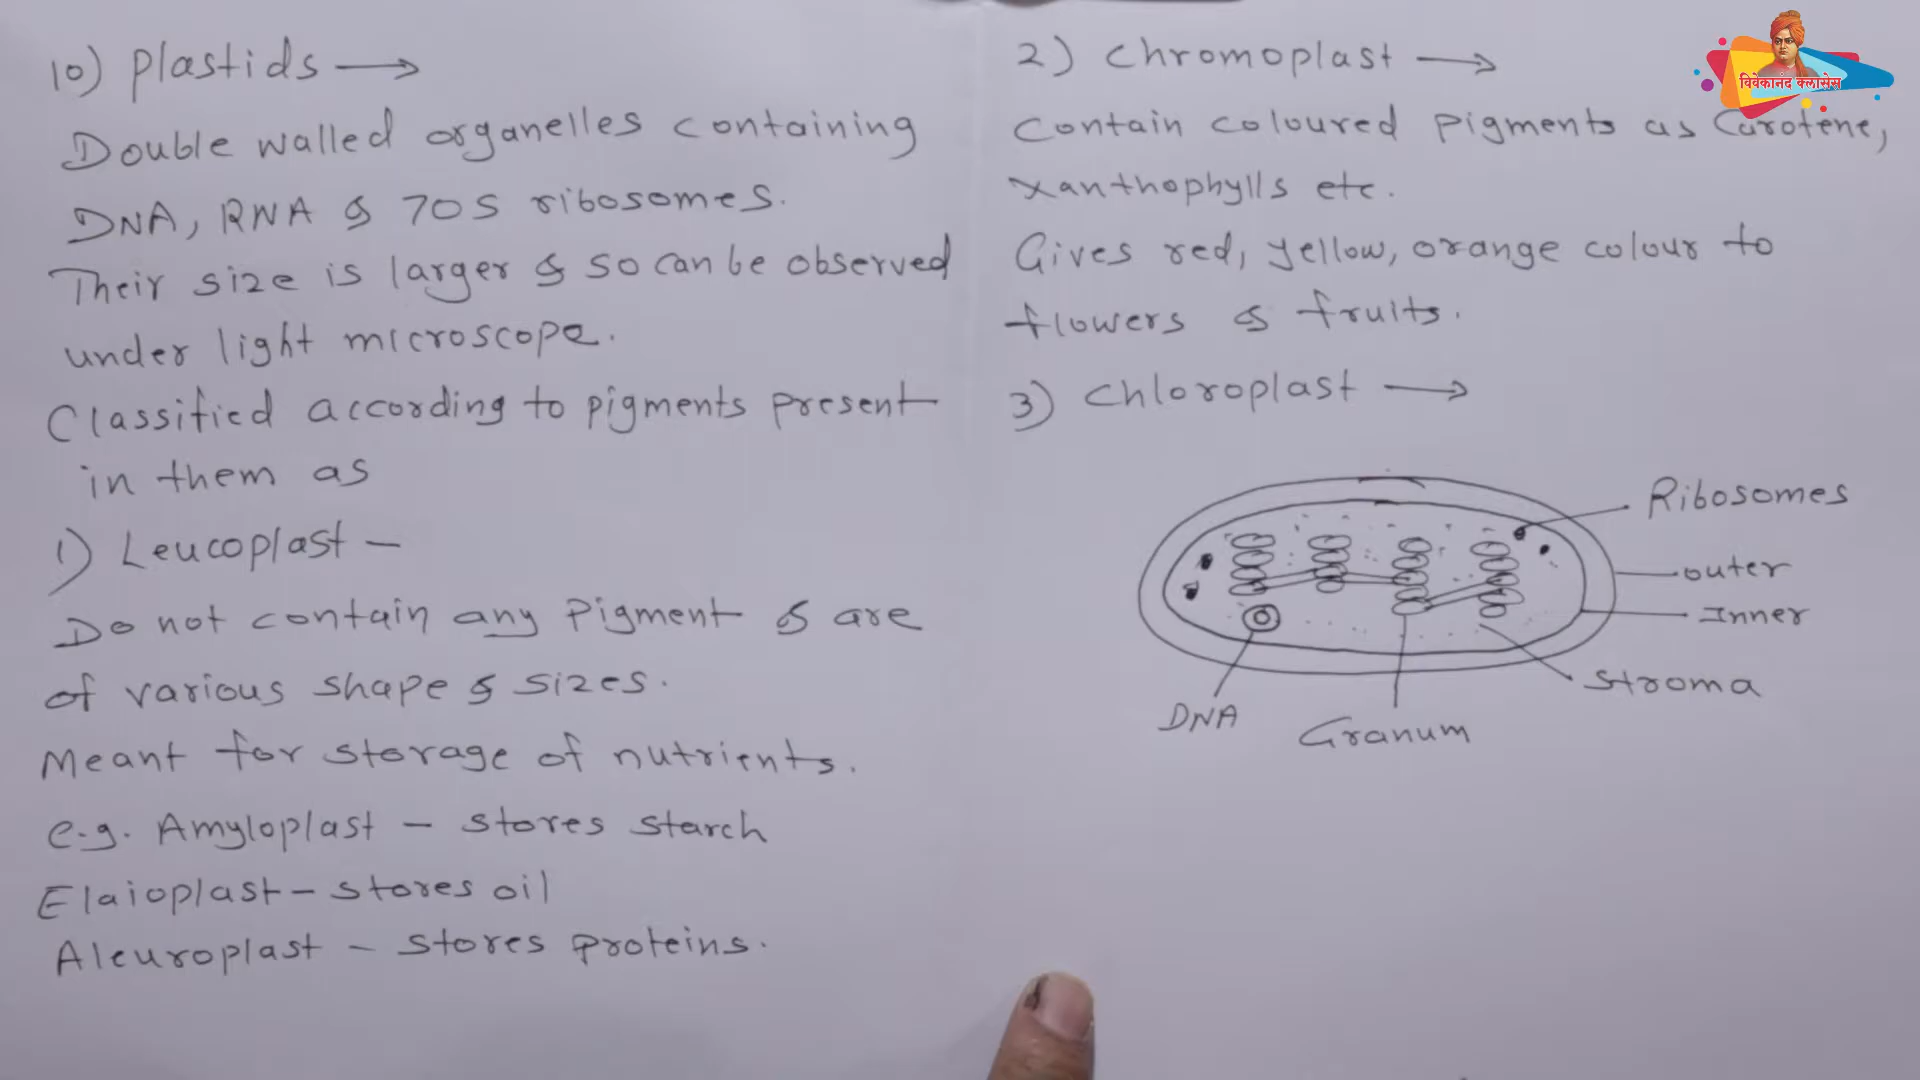 10) Plastids →
Double walled organelles containing
DNA, RNA & 70S ribosomes.
Their size is larger & so can be observed
under light microscope.
Classified according to pigments present
in them as
1) Leucoplast –
Do not contain any Pigment & are
of various shape & sizes.
Meant for storage of nutrients.
e.g. Amyloplast – stores starch
Elaioplast – stores oil
Aleuroplast – stores proteins.
2) Chromoplast →
Contain coloured pigments as Carotene,
Xanthophylls etc.
Gives red, yellow, orange colour to
flowers & fruits.
3) Chloroplast →
Ribosomes
outer
Inner
Stroma
DNA
Granum
विवेकानंद क्लासेस